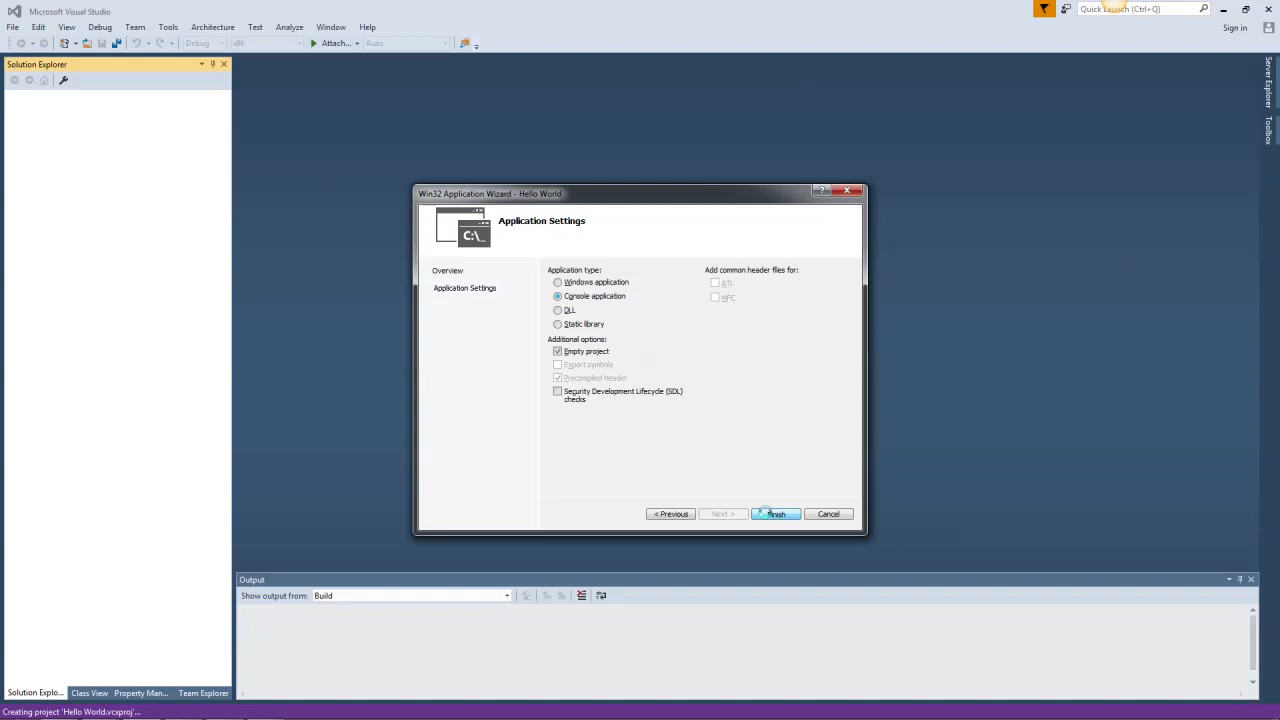 Microsoft Visual Studio
Quick Launch (Ctrl+Q)
File Edit View Debug Team Tools Architecture Test Analyze Window Help
Sign in
Debug x86 Attach... Auto
Solution Explorer
Server Explorer
Toolbox
Win32 Application Wizard - Hello World
?
C:\_
Application Settings
Overview
Application Settings
Application type:
Windows application
Console application
DLL
Static library
Additional options:
Empty project
Export symbols
Precompiled header
Security Development Lifecycle (SDL)
checks
Add common header files for:
ATL
MFC
< Previous Next > Finish Cancel
Output
Show output from: Build
Solution Explo... Class View Property Man... Team Explorer
Creating project 'Hello World.vcxproj'...